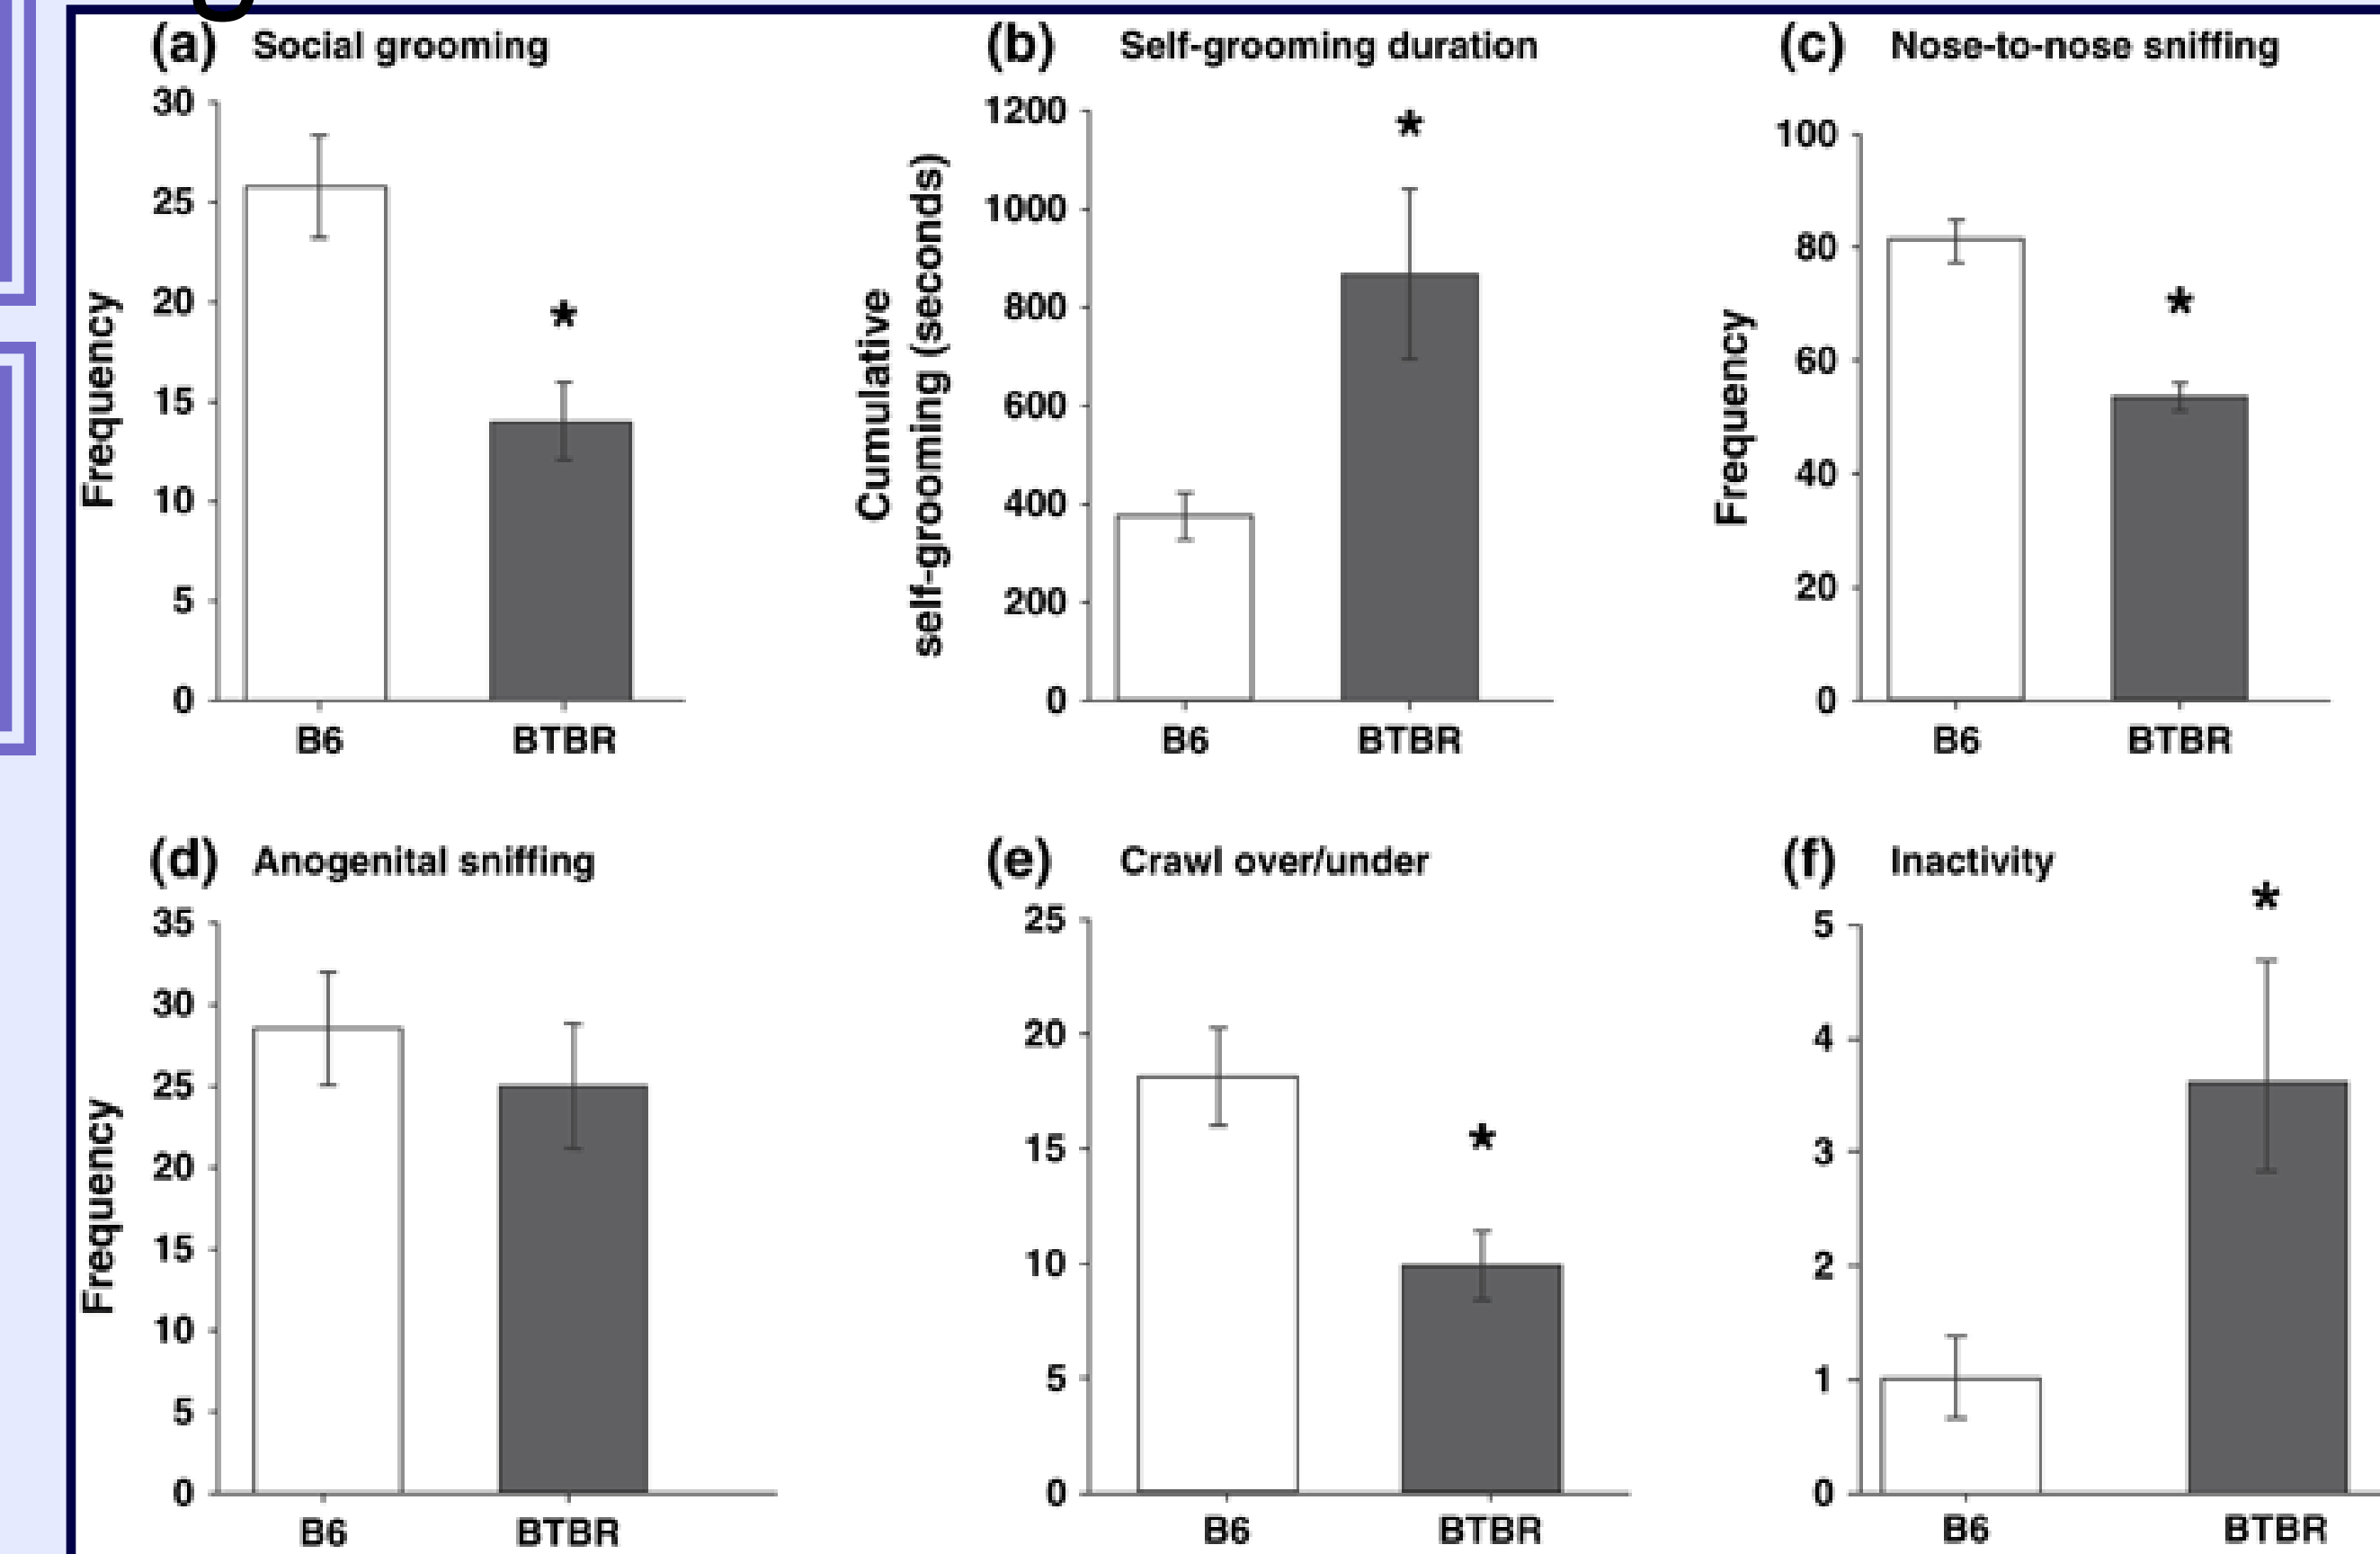 (a) Social grooming
30
25
20
15
10
5
0
Frequency
*
B6 BTBR
(b) Self-grooming duration
1200
1000
800
600
400
200
0
Cumulative
self-grooming (seconds)
*
B6 BTBR
(c) Nose-to-nose sniffing
100
80
60
40
20
0
Frequency
*
B6 BTBR
(d) Anogenital sniffing
35
30
25
20
15
10
5
0
Frequency
B6 BTBR
(e) Crawl over/under
25
20
15
10
5
0
*
B6 BTBR
(f) Inactivity
5
4
3
2
1
0
*
B6 BTBR